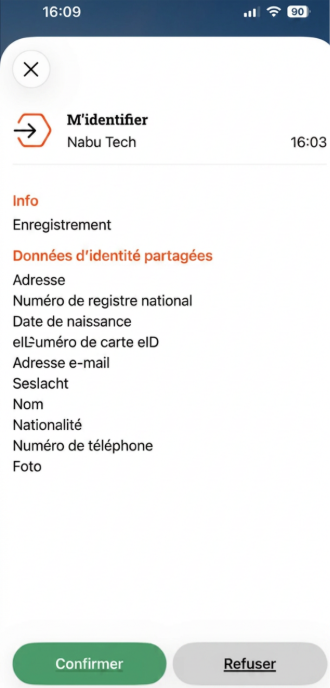 16:09
90
M'identifier
Nabu Tech
16:03
Info
Enregistrement
Données d'identité partagées
Adresse
Numéro de registre national
Date de naissance
eILuméro de carte eID
Adresse e-mail
Seslacht
Nom
Nationalité
Numéro de téléphone
Foto
Confirmer
Refuser